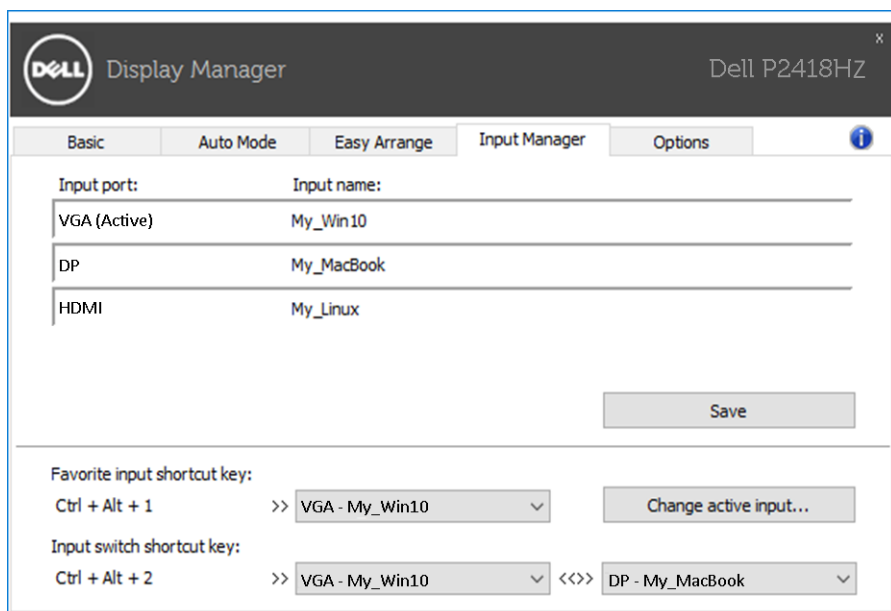 x
DELL Display Manager Dell P2418HZ
Basic Auto Mode Easy Arrange Input Manager Options i
Input port: Input name:
VGA (Active) My_Win10
DP My_MacBook
HDMI My_Linux
Save
Favorite input shortcut key:
Ctrl + Alt + 1 >> VGA - My_Win10 Change active input...
Input switch shortcut key:
Ctrl + Alt + 2 >> VGA - My_Win10 <<>> DP - My_MacBook